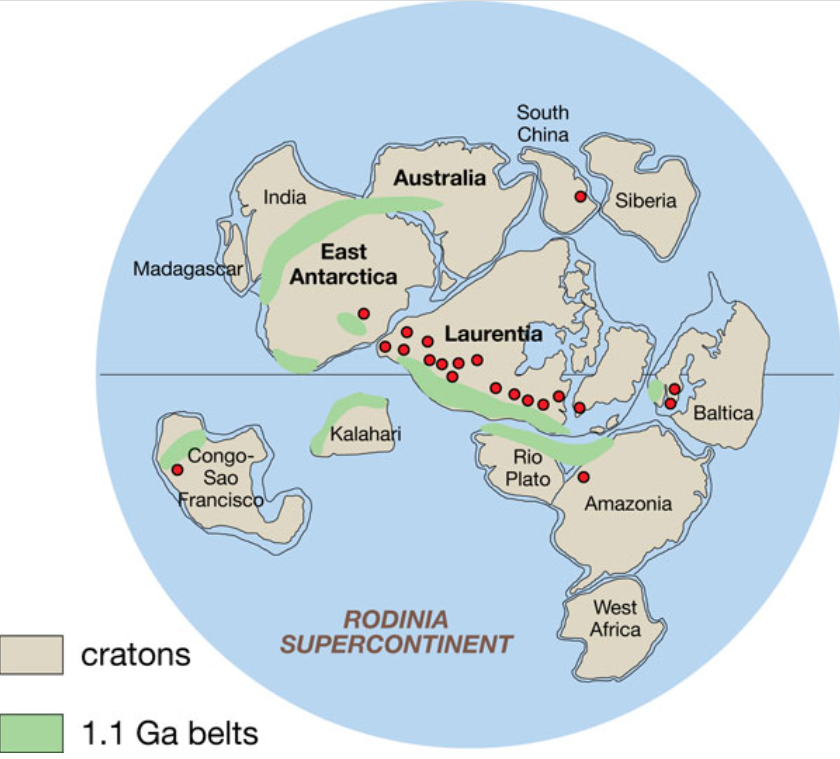 South
China
Australia
India
Siberia
East
Antarctica
Madagascar
Laurentia
Baltica
Kalahari
Congo-
Sao
Francisco
Rio
Plato
Amazonia
West
Africa
RODINIA
SUPERCONTINENT
cratons
1.1 Ga belts